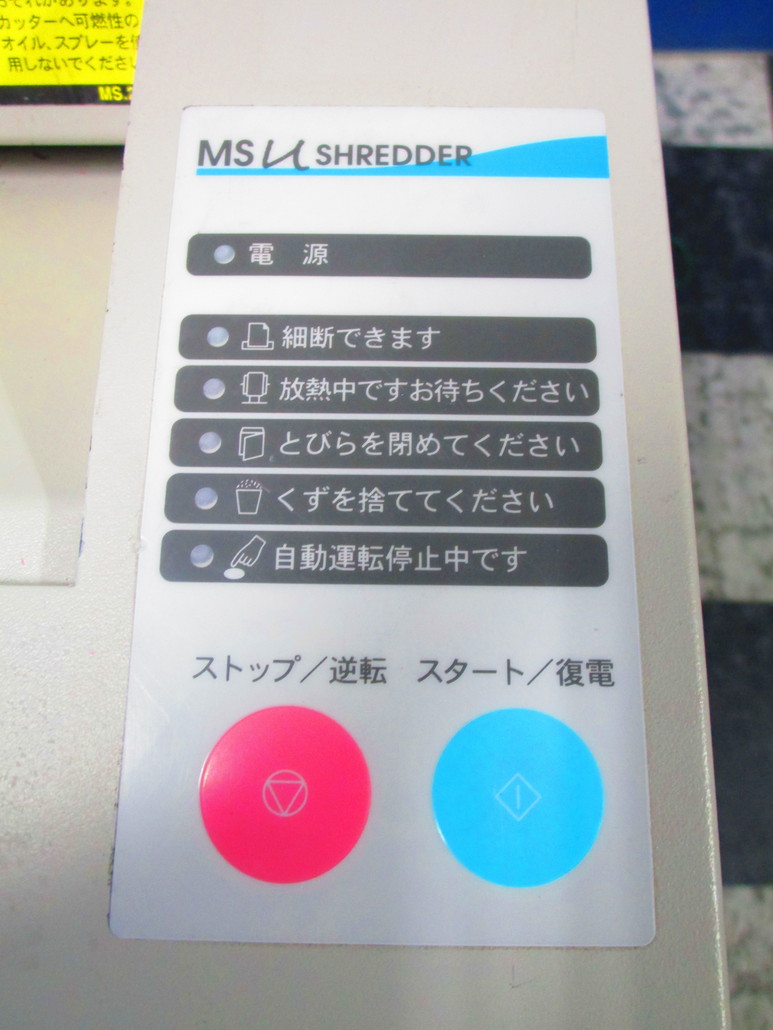 カッターへ可燃性の
オイル、スプレーを使
用しないでください
MS
MS SHREDDER
電 源
細断できます
放熱中ですお待ちください
とびらを閉めてください
くずを捨ててください
自動運転停止中です
ストップ／逆転 スタート／復電